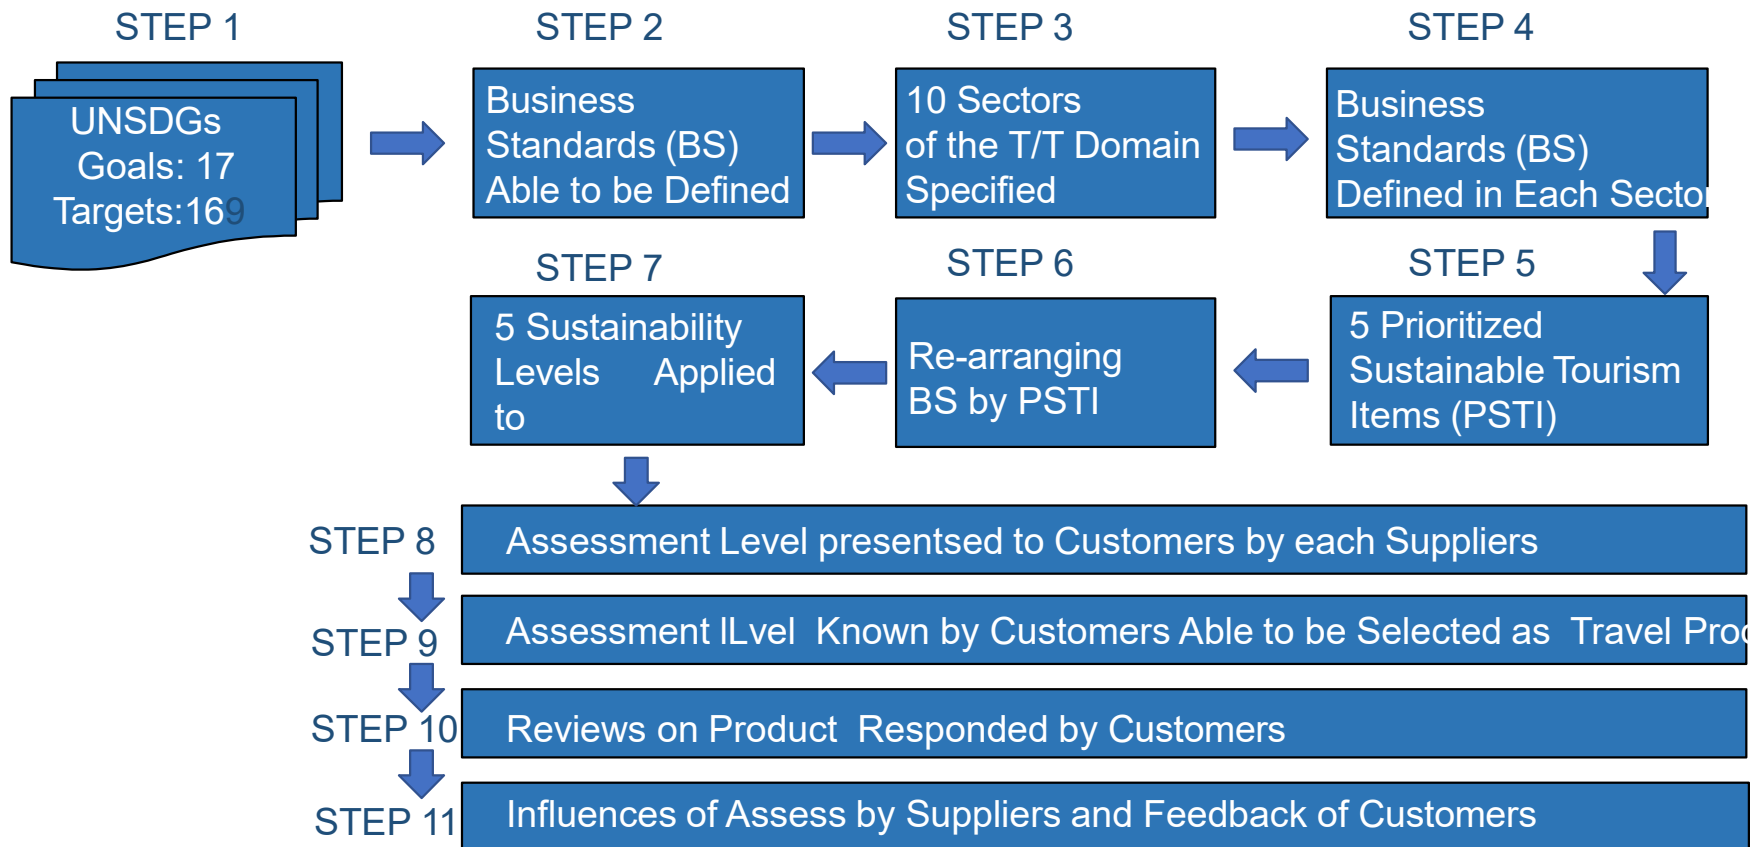 STEP 1
UNSDGs
Goals: 17
Targets:169
STEP 2
Business
Standards (BS)
Able to be Defined
STEP 3
10 Sectors
of the T/T Domain
Specified
STEP 4
Business
Standards (BS)
Defined in Each Sector
STEP 5
5 Prioritized
Sustainable Tourism
Items (PSTI)
STEP 6
Re-arranging
BS by PSTI
STEP 7
5 Sustainability
Levels Applied
to
STEP 8
Assessment Level presentsed to Customers by each Suppliers
STEP 9
Assessment lLvel Known by Customers Able to be Selected as Travel
STEP 10
Reviews on Product Responded by Customers
STEP 11
Influences of Assess by Suppliers and Feedback of Customers